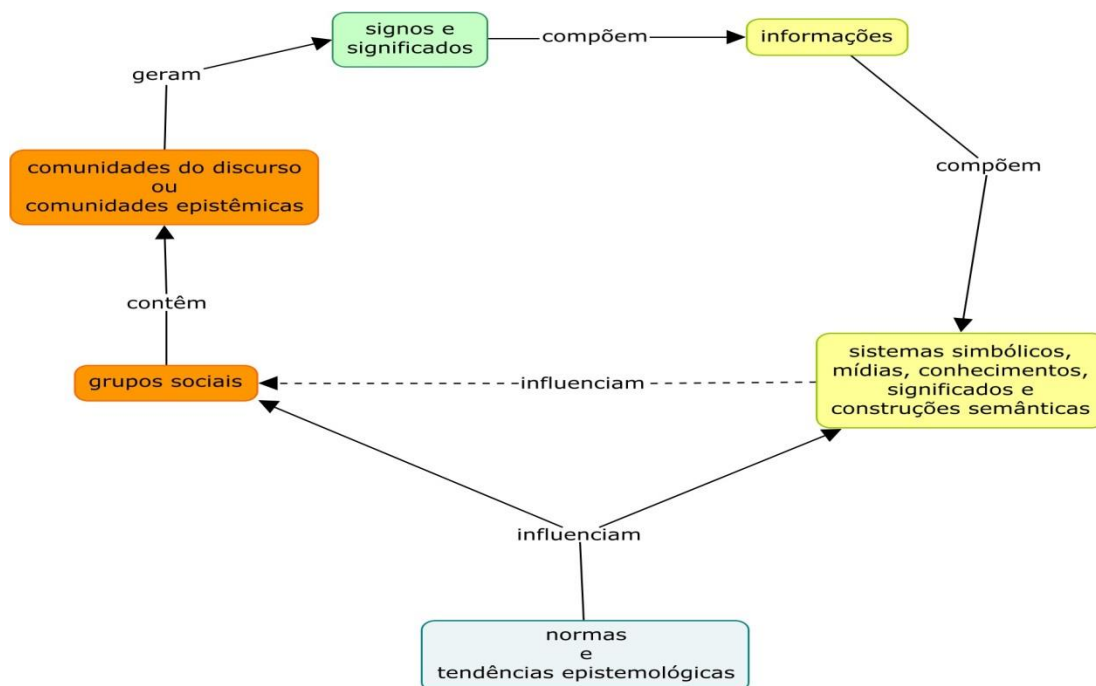 signos e
significados
compõem
informações
geram
compõem
comunidades do discurso
ou
comunidades epistêmicas
contêm
grupos sociais
influenciam
sistemas simbólicos,
mídias, conhecimentos,
significados e
construções semânticas
influenciam
normas
e
tendências epistemológicas